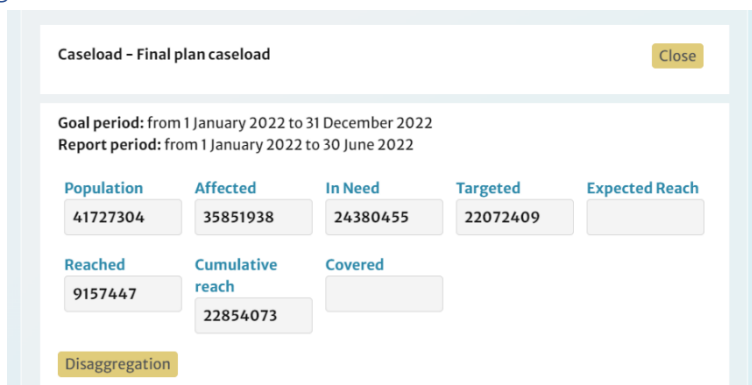 Caseload - Final plan caseload
Close
Goal period: from 1 January 2022 to 31 December 2022
Report period: from 1 January 2022 to 30 June 2022
Population Affected In Need Targeted Expected Reach
41727304 35851938 24380455 22072409
Reached Cumulative reach Covered
9157447
22854073
Disaggregation